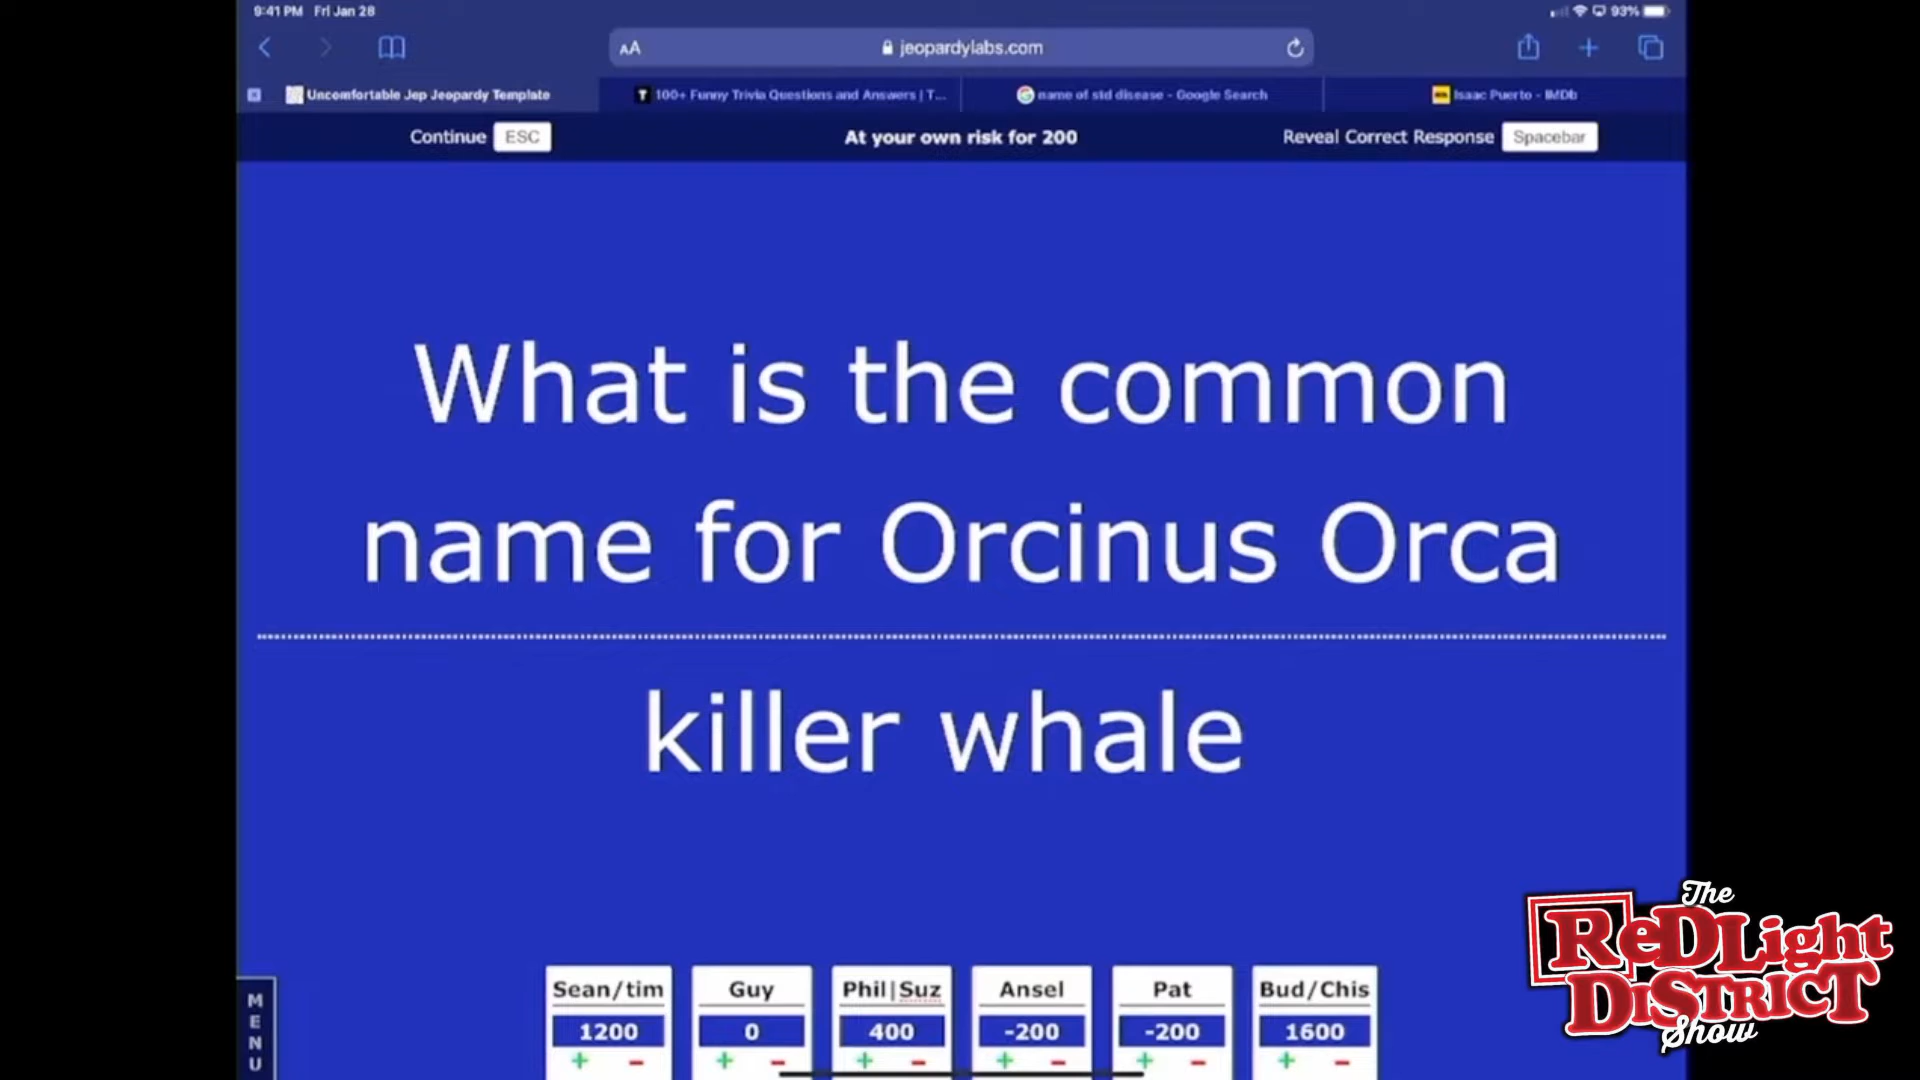 9:41 PM Fri Jan 28
93%
AA
jeopardylabs.com
Uncomfortable Jep Jeopardy Template
100+ Funny Trivia Questions and Answers | T...
name of std disease - Google Search
Isaac Puerto - IMDb
Continue ESC
At your own risk for 200
Reveal Correct Response Spacebar
What is the common
name for Orcinus Orca
killer whale
MENU
Sean/tim Guy Phil|Suz Ansel Pat Bud/Chis
1200 0 400 -200 -200 1600
+ - + - + - + - + - + -
The
ReDLight
DiSTRiCT
Show